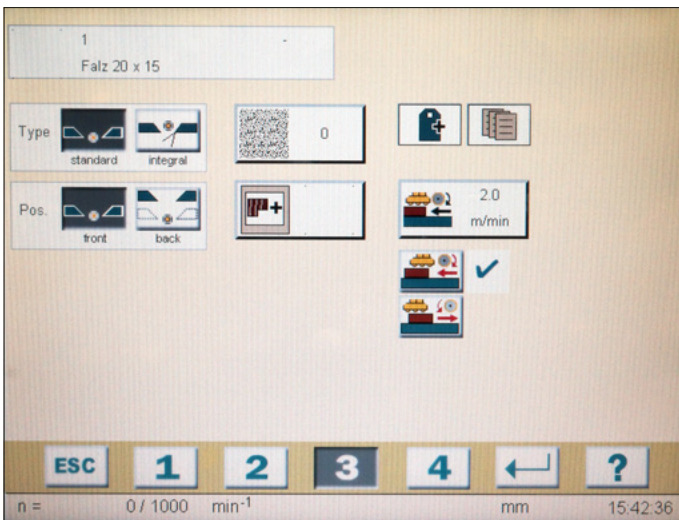 1 -
Falz 20 x 15
Type
standard integral
0
Pos.
front back
2.0
m/min
ESC 1 2 3 4 ?
n = 0 / 1000 min-1 mm 15:42:36